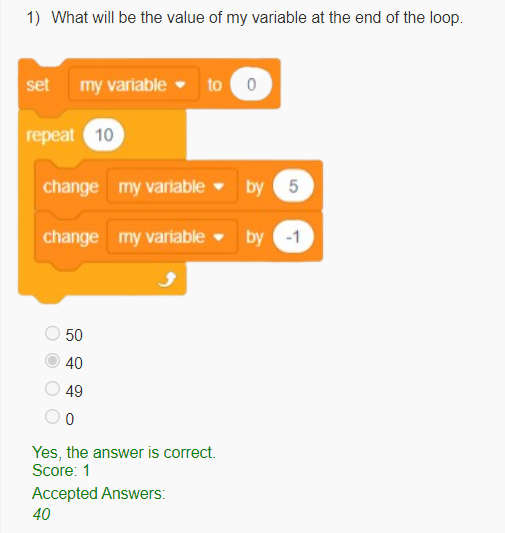 1) What will be the value of my variable at the end of the loop.
set my variable to 0
repeat 10
change my variable by 5
change my variable by -1
50
40
49
0
Yes, the answer is correct.
Score: 1
Accepted Answers:
40